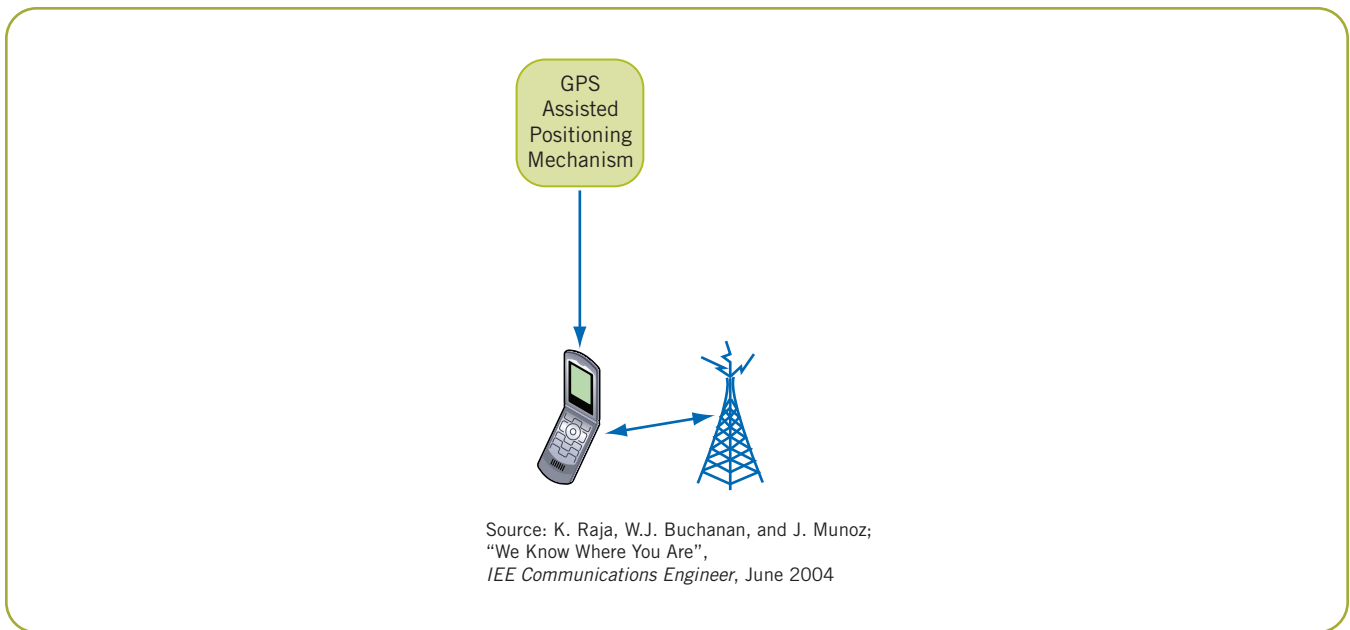 GPS
Assisted
Positioning
Mechanism
Source: K. Raja, W.J. Buchanan, and J. Munoz;
“We Know Where You Are”,
IEE Communications Engineer, June 2004